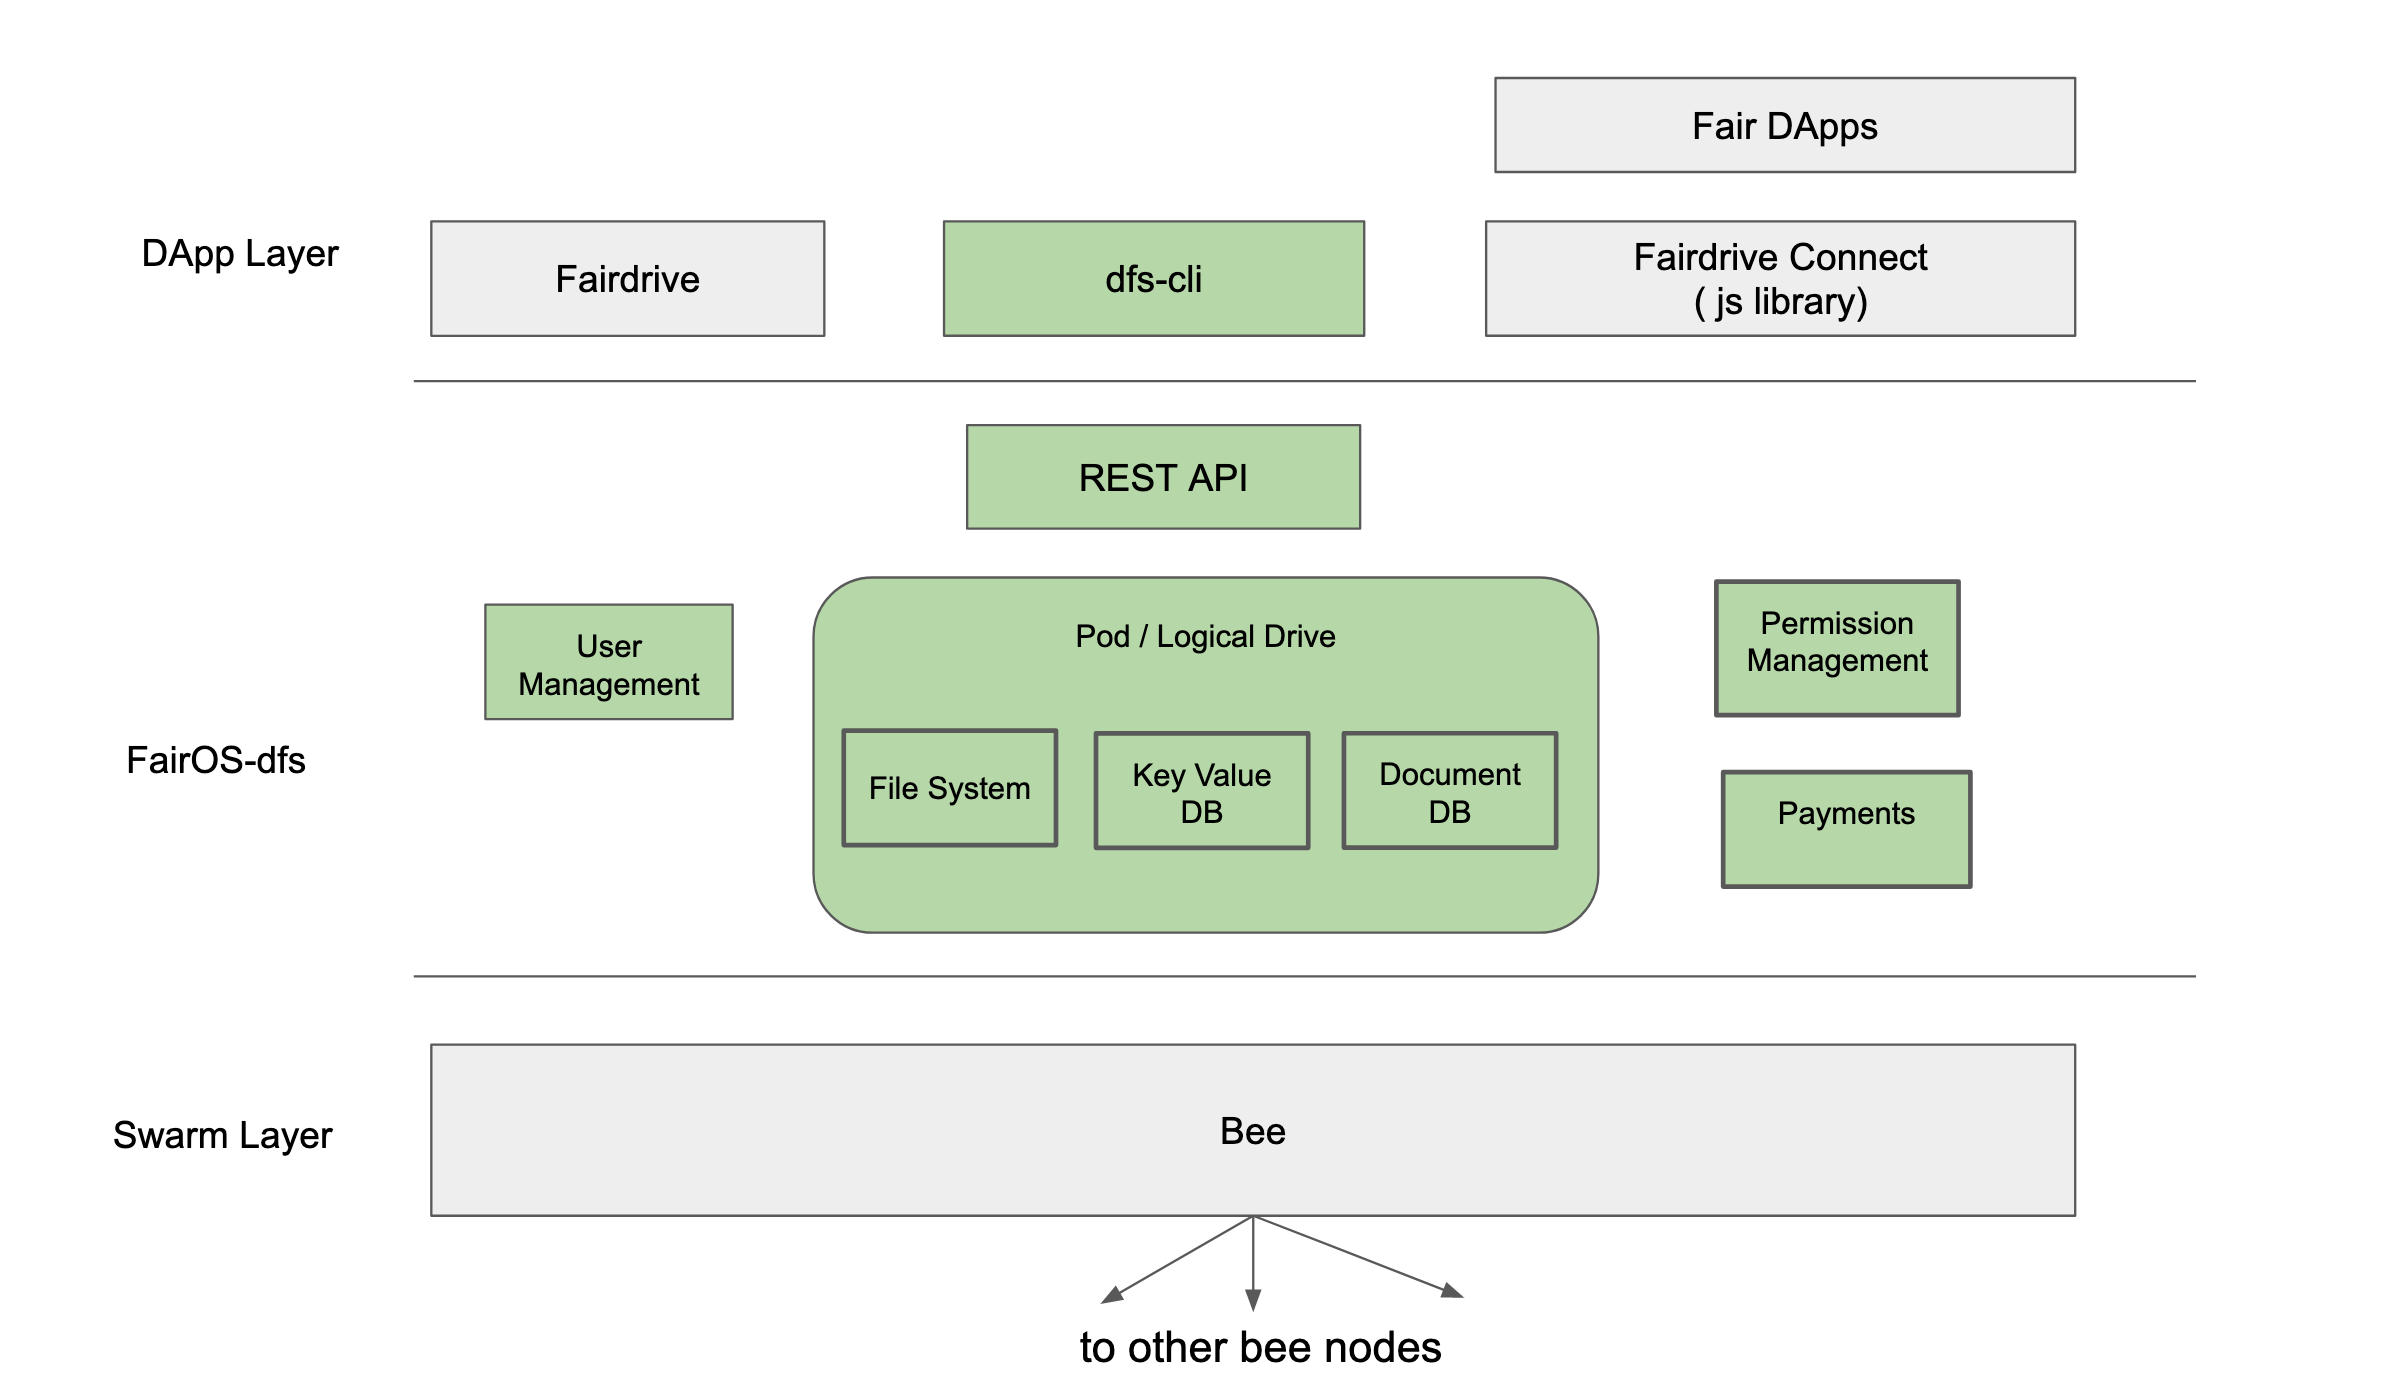 Fair DApps
DApp Layer
Fairdrive
dfs-cli
Fairdrive Connect
( js library)
REST API
FairOS-dfs
User
Management
Pod / Logical Drive
File System
Key Value
DB
Document
DB
Permission
Management
Payments
Swarm Layer
Bee
to other bee nodes